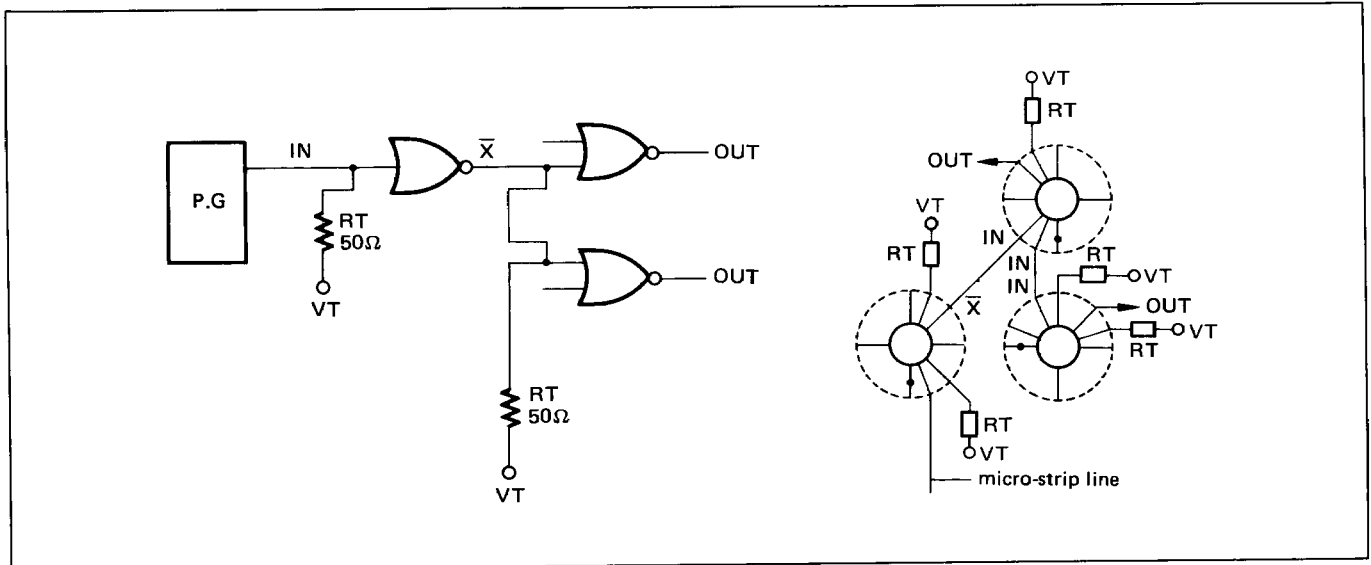 P.G
IN
RT
50Ω
VT
X̅
OUT
OUT
RT
50Ω
VT
VT
RT
OUT
VT
RT
IN
IN
IN
X̅
RT
VT
OUT
VT
RT
RT
VT
micro-strip line